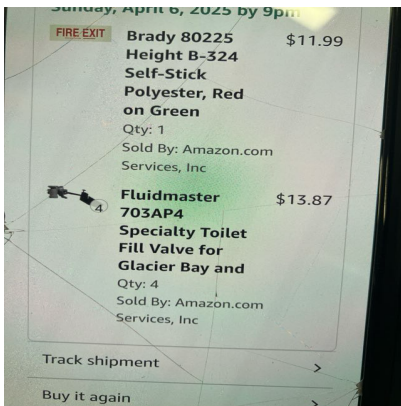 Sunday, April 6, 2025 by 9pm
FIRE EXIT
Brady 80225
$11.99
Height B-324
Self-Stick
Polyester, Red
on Green
Qty: 1
Sold By: Amazon.com
Services, Inc
4
Fluidmaster
$13.87
703AP4
Specialty Toilet
Fill Valve for
Glacier Bay and
Qty: 4
Sold By: Amazon.com
Services, Inc
Track shipment
Buy it again